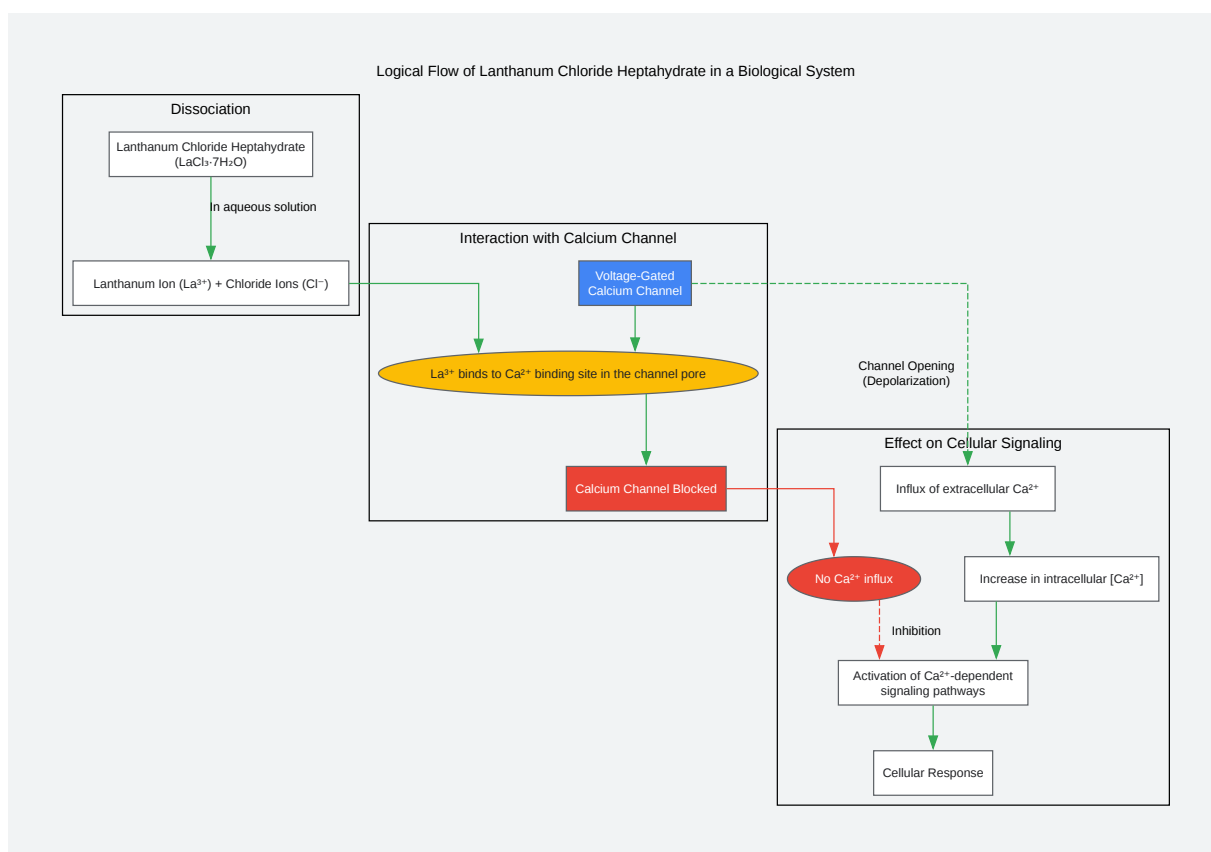 Logical Flow of Lanthanum Chloride Heptahydrate in a Biological System
Dissociation
Lanthanum Chloride Heptahydrate
(LaCl₃·7H₂O)
In aqueous solution
Lanthanum Ion (La³⁺) + Chloride Ions (Cl⁻)
Interaction with Calcium Channel
Voltage-Gated
Calcium Channel
La³⁺ binds to Ca²⁺ binding site in the channel pore
Calcium Channel Blocked
Channel Opening
(Depolarization)
Effect on Cellular Signaling
Influx of extracellular Ca²⁺
No Ca²⁺ influx
Increase in intracellular [Ca²⁺]
Inhibition
Activation of Ca²⁺-dependent
signaling pathways
Cellular Response